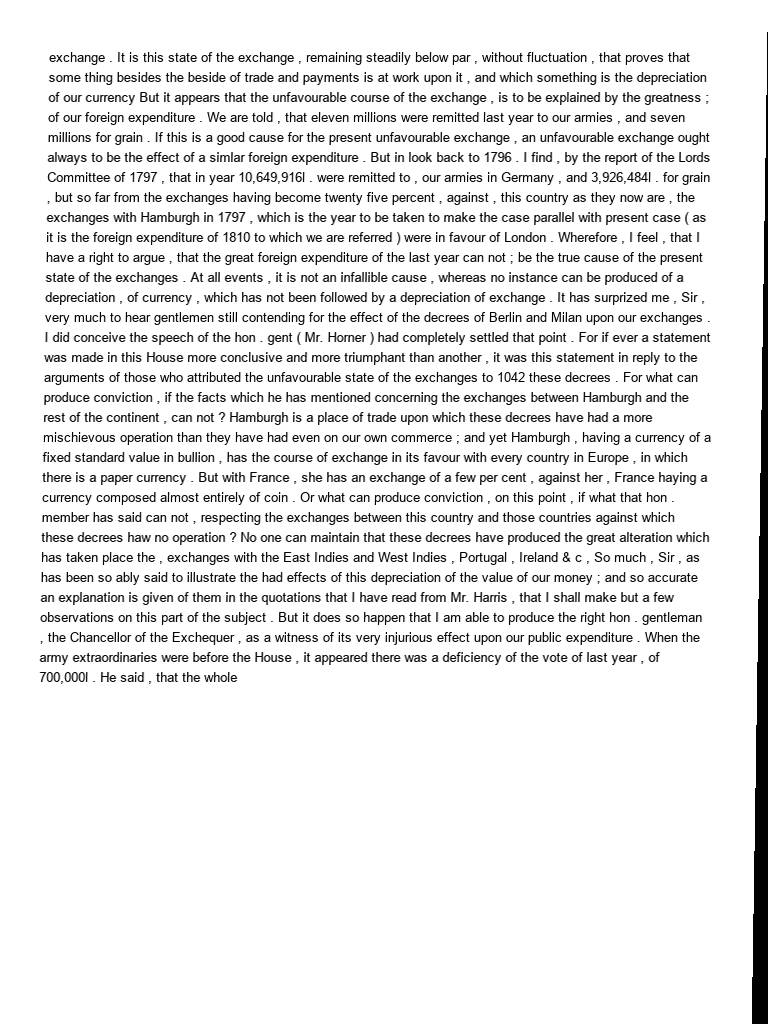 exchange . It is this state of the exchange , remaining steadily below par , without fluctuation , that proves that
some thing besides the beside of trade and payments is at work upon it , and which something is the depreciation
of our currency But it appears that the unfavourable course of the exchange , is to be explained by the greatness ;
of our foreign expenditure . We are told , that eleven millions were remitted last year to our armies , and seven
millions for grain . If this is a good cause for the present unfavourable exchange , an unfavourable exchange ought
always to be the effect of a simlar foreign expenditure . But in look back to 1796 . I find , by the report of the Lords
Committee of 1797 , that in year 10,649,916l . were remitted to , our armies in Germany , and 3,926,484l . for grain
, but so far from the exchanges having become twenty five percent , against , this country as they now are , the
exchanges with Hamburgh in 1797 , which is the year to be taken to make the case parallel with present case ( as
it is the foreign expenditure of 1810 to which we are referred ) were in favour of London . Wherefore , I feel , that I
have a right to argue , that the great foreign expenditure of the last year can not ; be the true cause of the present
state of the exchanges . At all events , it is not an infallible cause , whereas no instance can be produced of a
depreciation , of currency , which has not been followed by a depreciation of exchange . It has surprized me , Sir ,
very much to hear gentlemen still contending for the effect of the decrees of Berlin and Milan upon our exchanges .
I did conceive the speech of the hon . gent ( Mr. Horner ) had completely settled that point . For if ever a statement
was made in this House more conclusive and more triumphant than another , it was this statement in reply to the
arguments of those who attributed the unfavourable state of the exchanges to 1042 these decrees . For what can
produce conviction , if the facts which he has mentioned concerning the exchanges between Hamburgh and the
rest of the continent , can not ? Hamburgh is a place of trade upon which these decrees have had a more
mischievous operation than they have had even on our own commerce ; and yet Hamburgh , having a currency of a
fixed standard value in bullion , has the course of exchange in its favour with every country in Europe , in which
there is a paper currency . But with France , she has an exchange of a few per cent , against her , France haying a
currency composed almost entirely of coin . Or what can produce conviction , on this point , if what that hon .
member has said can not , respecting the exchanges between this country and those countries against which
these decrees haw no operation ? No one can maintain that these decrees have produced the great alteration which
has taken place the , exchanges with the East Indies and West Indies , Portugal , Ireland & c , So much , Sir , as
has been so ably said to illustrate the had effects of this depreciation of the value of our money ; and so accurate
an explanation is given of them in the quotations that I have read from Mr. Harris , that I shall make but a few
observations on this part of the subject . But it does so happen that I am able to produce the right hon . gentleman
, the Chancellor of the Exchequer , as a witness of its very injurious effect upon our public expenditure . When the
army extraordinaries were before the House , it appeared there was a deficiency of the vote of last year , of
700,000l . He said , that the whole